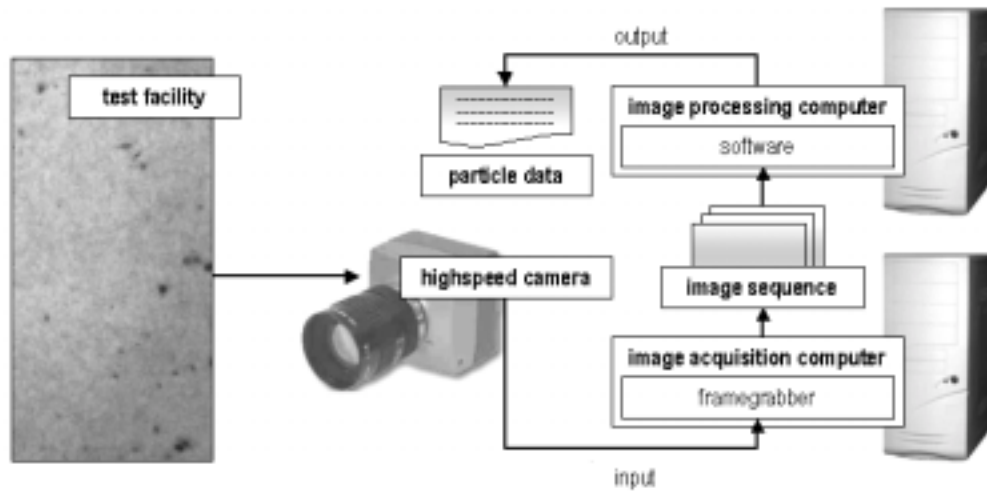 output
test facility
image processing computer
software
particle data
highspeed camera
image sequence
image acquisition computer
framegrabber
input